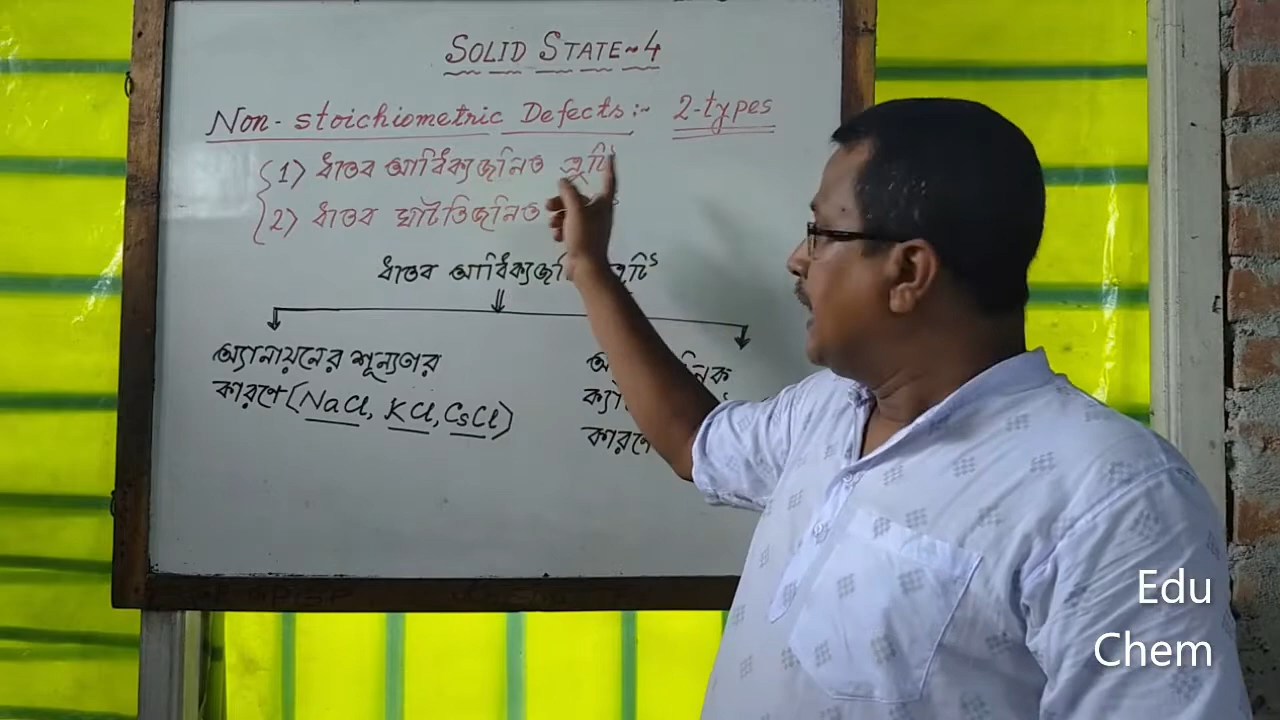 SOLID STATE~4
Non-stoichiometric Defects:~ 2-types
(1) ধাতব আধিক্যজনিত ত্রুটি
(2) ধাতব ঘাটতিজনিত
ধাতব আধিক্যজনিত ত্রুটি
অ্যানায়নের শূন্যতার
কারণে (NaCl, KCl, CsCl)
কারণে
Edu
Chem